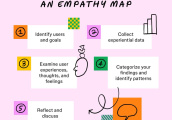 AN EMPATHY MAP
1
Identify users
and goals
2
Collect
experiential data
3
Examine user
experiences,
thoughts, and
feelings
4
Categorize your
findings and
identify patterns
5
Reflect and
discuss